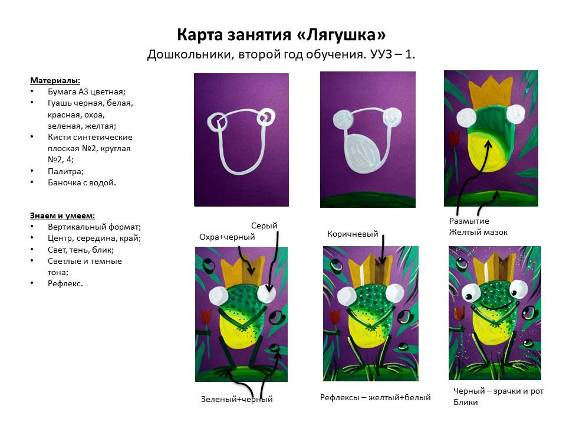 Карта занятия «Лягушка»
Дошкольники, второй год обучения. УУЗ – 1.
Материалы:
• Бумага А3 цветная;
• Гуашь черная, белая,
красная, охра,
зеленая, желтая;
• Кисти синтетические
плоская №2, круглая
№2, 4;
• Палитра;
• Баночка с водой.
Знаем и умеем:
• Вертикальный формат;
• Центр, середина, край;
• Свет, тень, блик;
• Светлые и темные
тона;
• Рефлекс.
Размытие
Желтый мазок
Серый
Охра+черный
Коричневый
Зеленый+черный
Рефлексы – желтый+белый
Черный – зрачки и рот
Блики